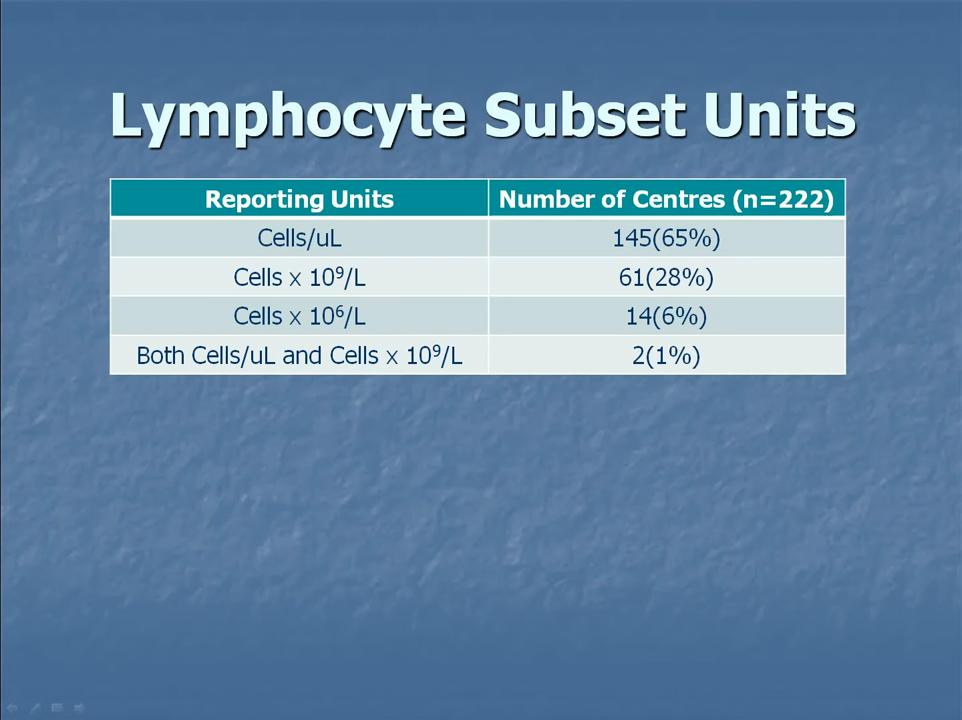 Lymphocyte Subset Units
Reporting Units Number of Centres (n=222)
Cells/uL 145(65%)
Cells x 10⁹/L 61(28%)
Cells x 10⁶/L 14(6%)
Both Cells/uL and Cells x 10⁹/L 2(1%)